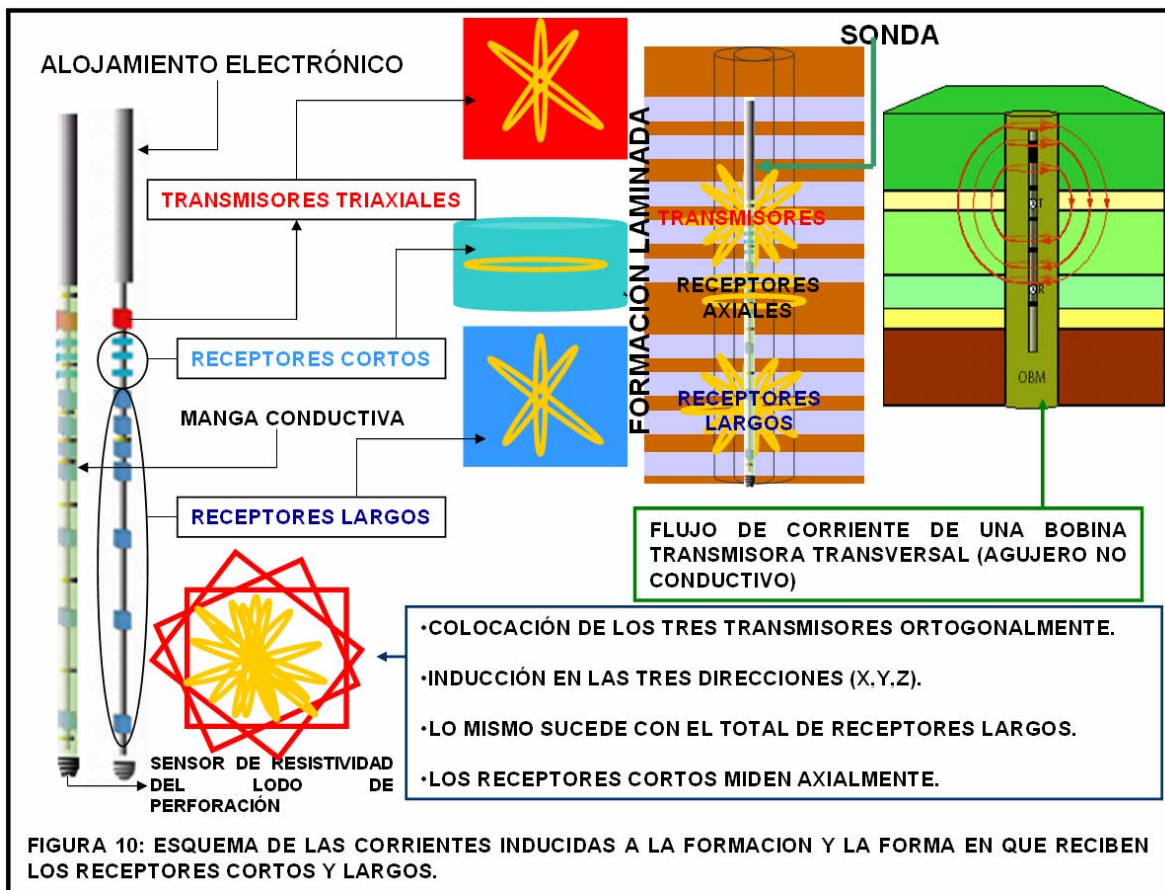 SONDA
ALOJAMIENTO ELECTRÓNICO
TRANSMISORES TRIAXIALES
RECEPTORES CORTOS
MANGA CONDUCTIVA
RECEPTORES LARGOS
SENSOR DE RESISTIVIDAD
DEL LODO DE
PERFORACIÓN
FORMACIÓN LAMINADA
TRANSMISORES
RECEPTORES
AXIALES
RECEPTORES
LARGOS
T
R
OBM
FLUJO DE CORRIENTE DE UNA BOBINA
TRANSMISORA TRANSVERSAL (AGUJERO NO
CONDUCTIVO)
•COLOCACIÓN DE LOS TRES TRANSMISORES ORTOGONALMENTE.
•INDUCCIÓN EN LAS TRES DIRECCIONES (X,Y,Z).
•LO MISMO SUCEDE CON EL TOTAL DE RECEPTORES LARGOS.
•LOS RECEPTORES CORTOS MIDEN AXIALMENTE.
FIGURA 10: ESQUEMA DE LAS CORRIENTES INDUCIDAS A LA FORMACION Y LA FORMA EN QUE RECIBEN
LOS RECEPTORES CORTOS Y LARGOS.